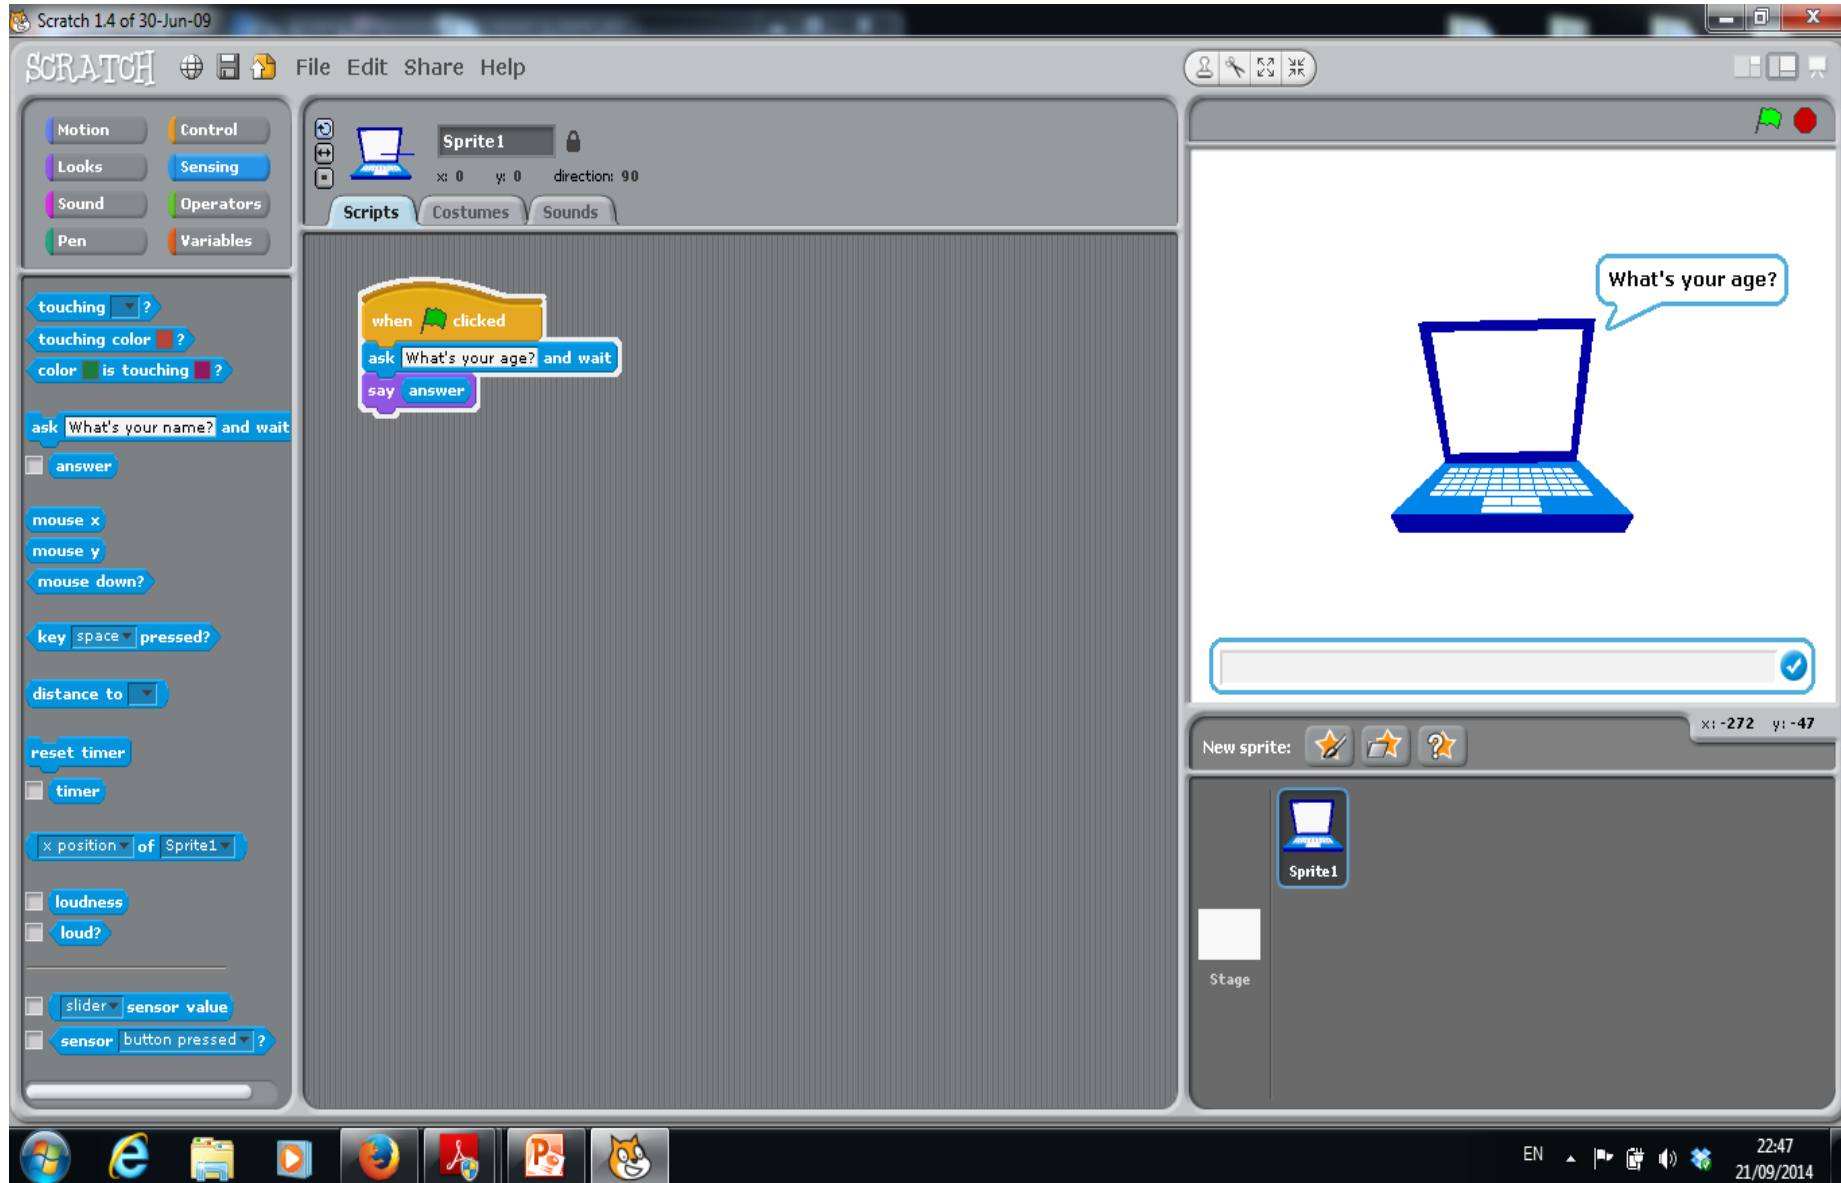 Scratch 1.4 of 30-Jun-09
SCRATCH File Edit Share Help
Motion Control
Looks Sensing
Sound Operators
Pen Variables
touching ?
touching color ?
color is touching ?
ask What's your name? and wait
answer
mouse x
mouse y
mouse down?
key space pressed?
distance to
reset timer
timer
x position of Sprite1
loudness
loud?
slider sensor value
sensor button pressed ?
Sprite1
x: 0 y: 0 direction: 90
Scripts Costumes Sounds
when clicked
ask What's your age? and wait
say answer
What's your age?
x: -272 y: -47
New sprite:
Sprite1
Stage
EN
22:47
21/09/2014